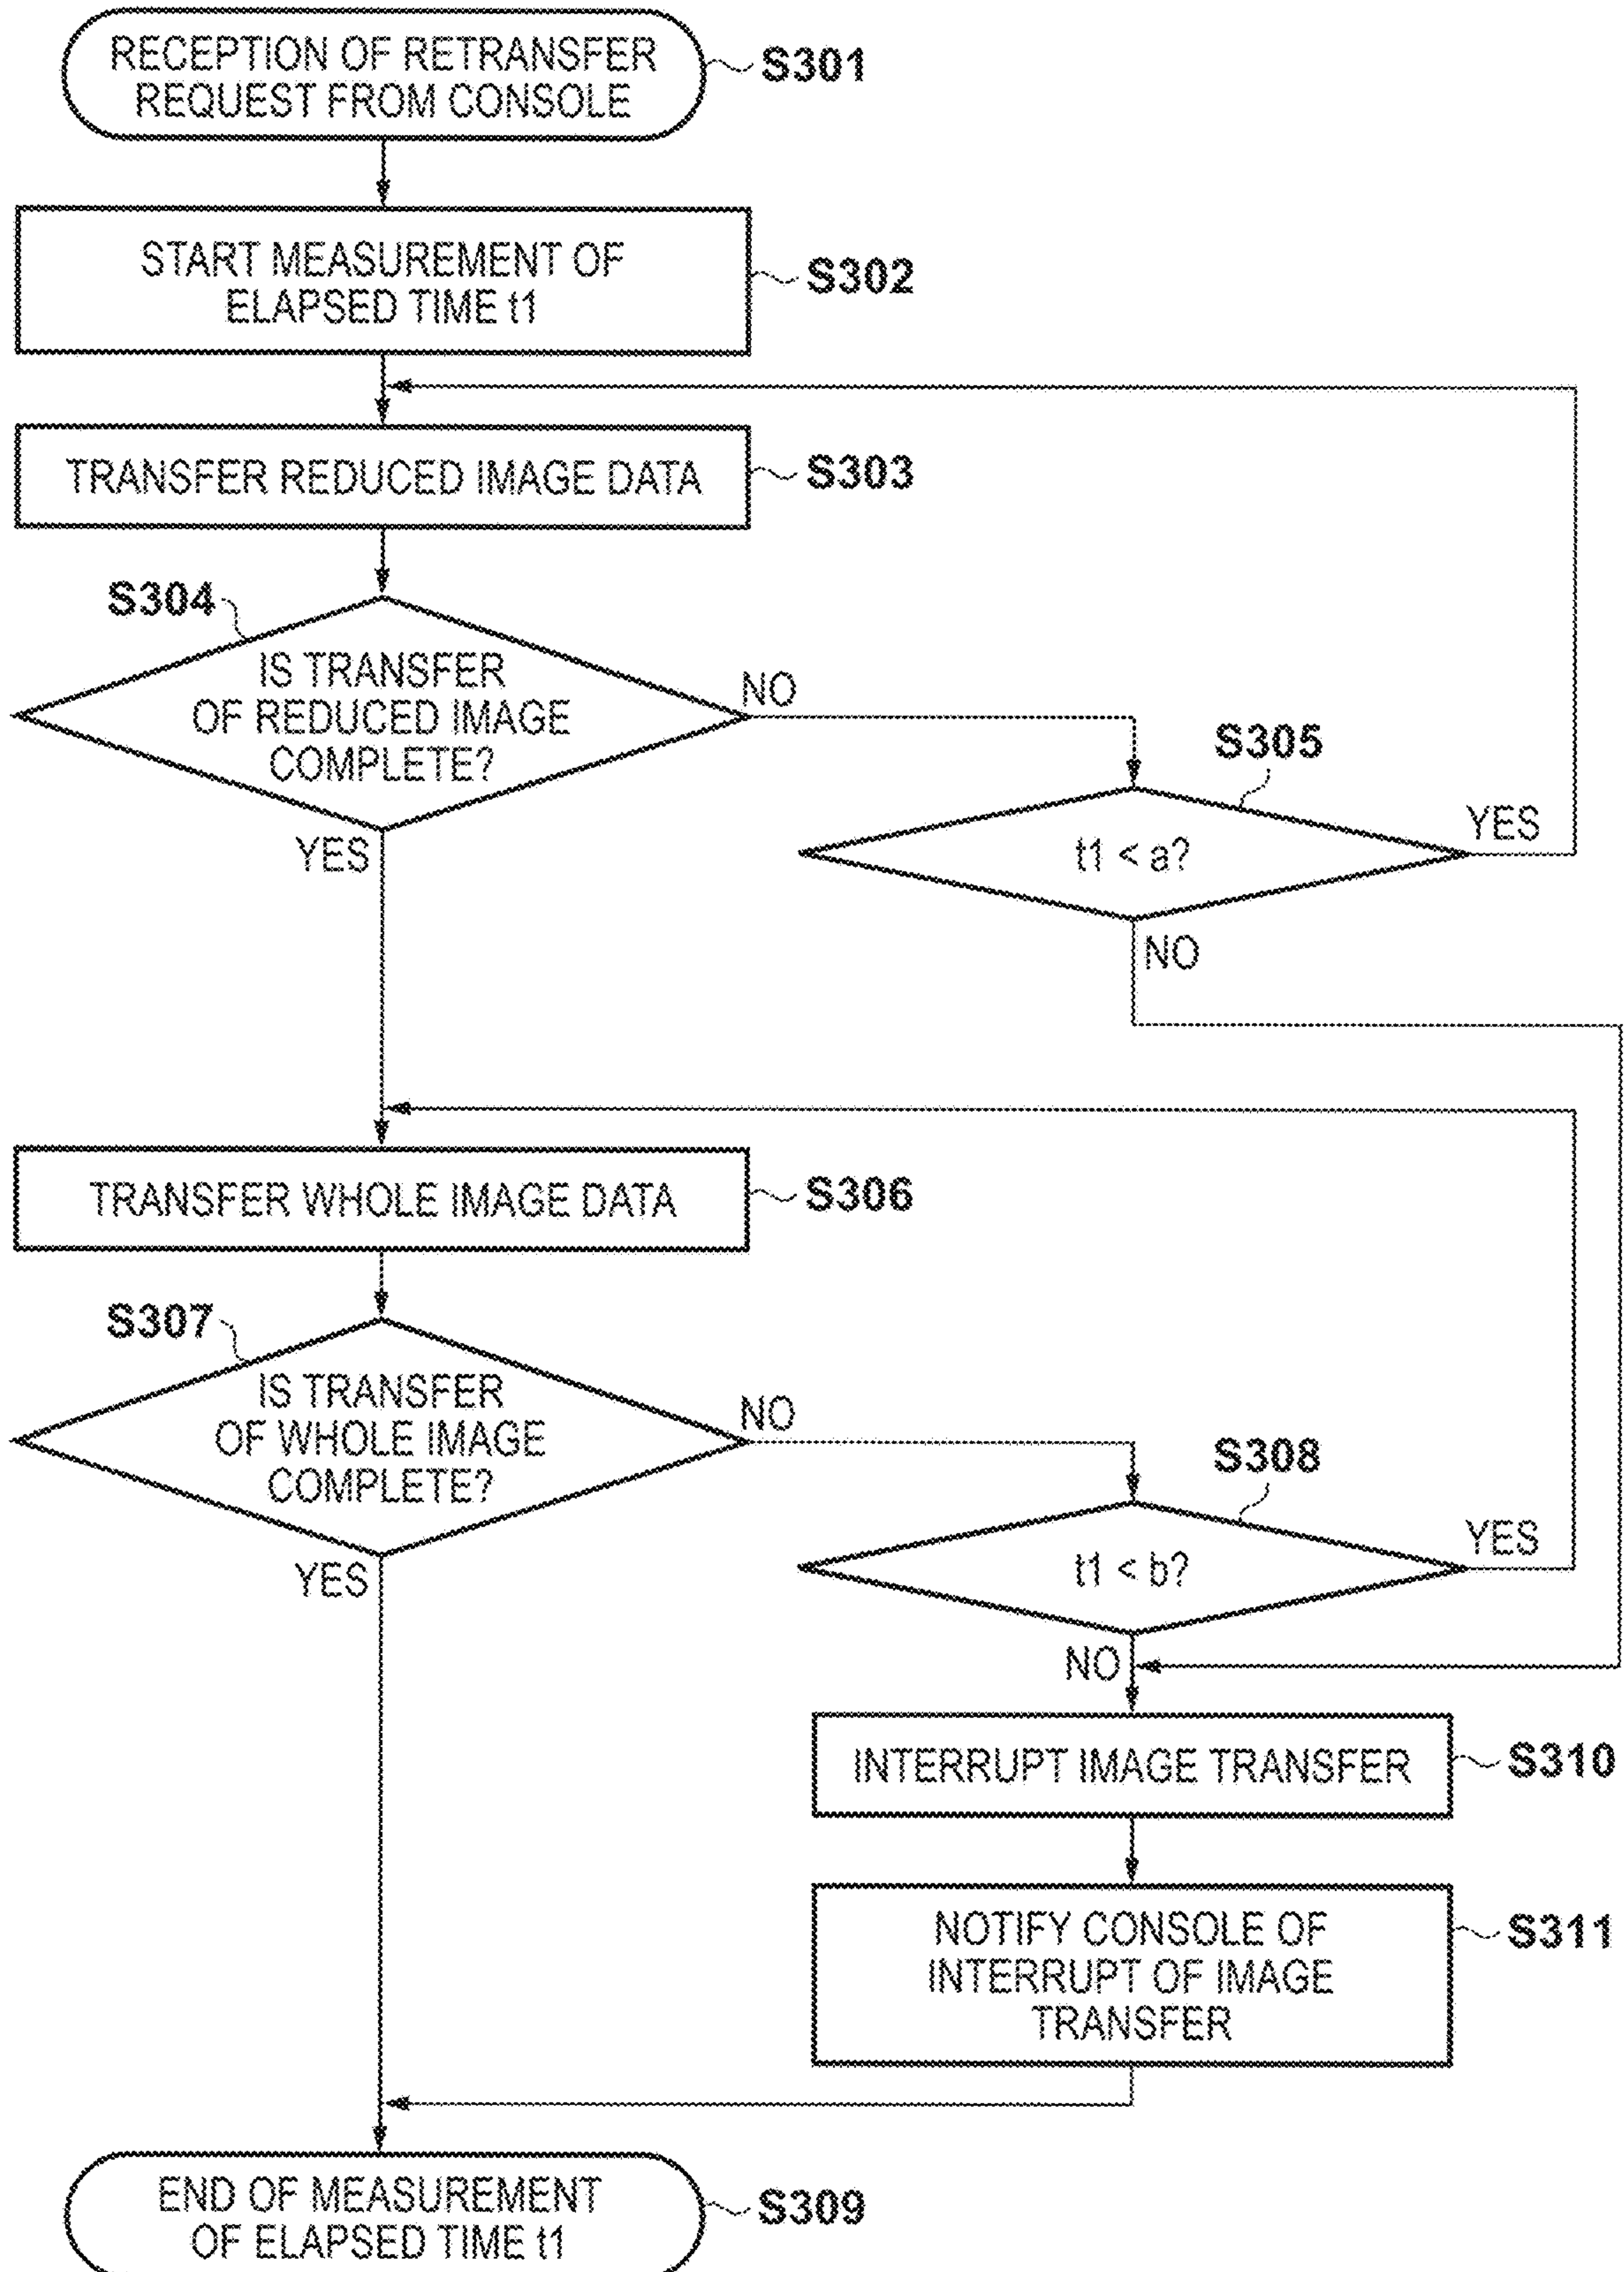 RECEPTION OF RETRANSFER
REQUEST FROM CONSOLE
S301
START MEASUREMENT OF
ELAPSED TIME t1
S302
TRANSFER REDUCED IMAGE DATA
S303
S304
IS TRANSFER
OF REDUCED IMAGE
COMPLETE?
NO
YES
S305
t1 < a?
YES
NO
TRANSFER WHOLE IMAGE DATA
S306
S307
IS TRANSFER
OF WHOLE IMAGE
COMPLETE?
NO
YES
S308
t1 < b?
YES
NO
INTERRUPT IMAGE TRANSFER
S310
NOTIFY CONSOLE OF
INTERRUPT OF IMAGE
TRANSFER
S311
END OF MEASUREMENT
OF ELAPSED TIME t1
S309